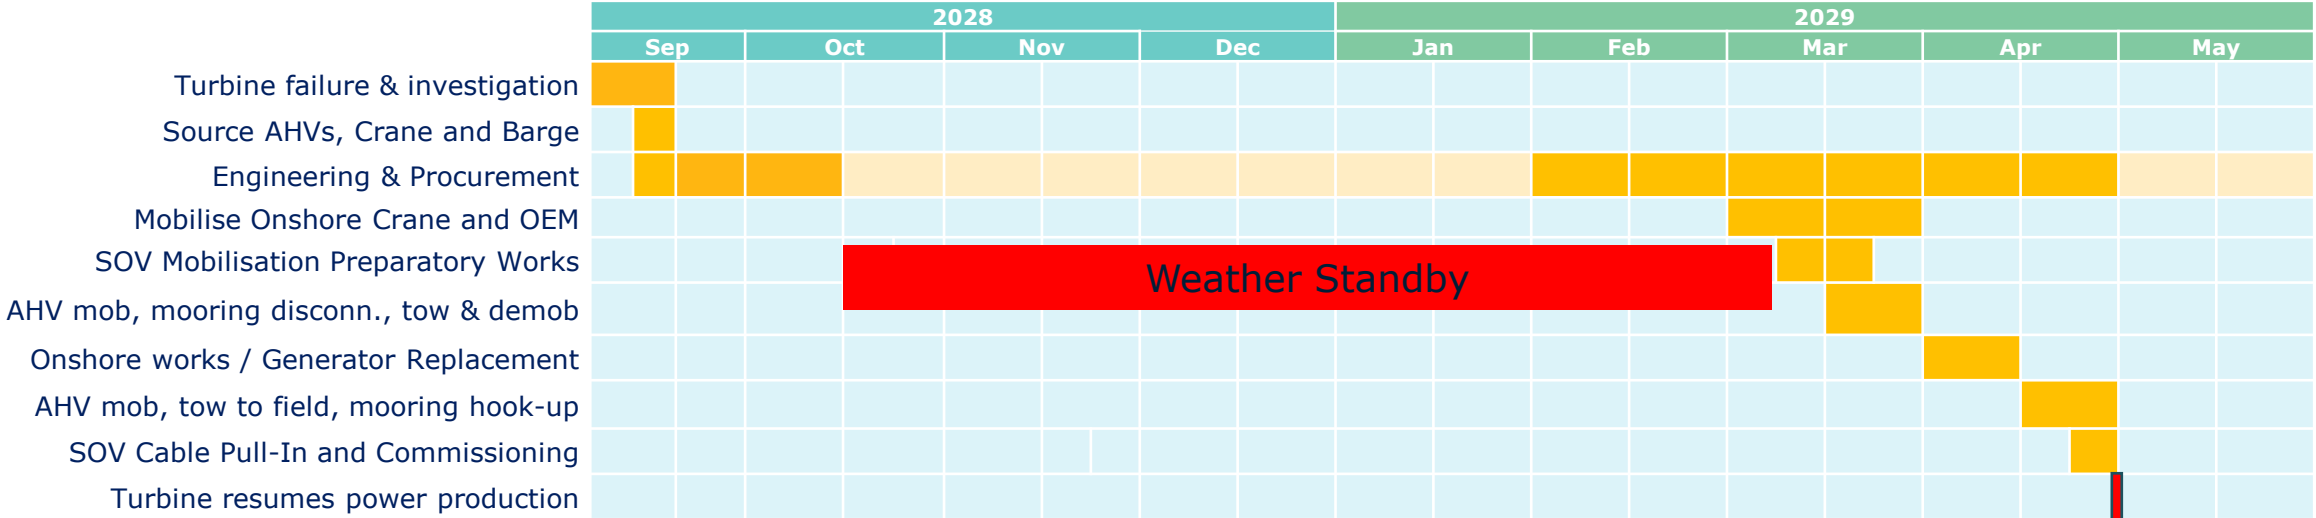 2028 2029
Sep Oct Nov Dec Jan Feb Mar Apr May
Turbine failure & investigation
Source AHVs, Crane and Barge
Engineering & Procurement
Mobilise Onshore Crane and OEM
SOV Mobilisation Preparatory Works
Weather Standby
AHV mob, mooring disconn., tow & demob
Onshore works / Generator Replacement
AHV mob, tow to field, mooring hook-up
SOV Cable Pull-In and Commissioning
Turbine resumes power production